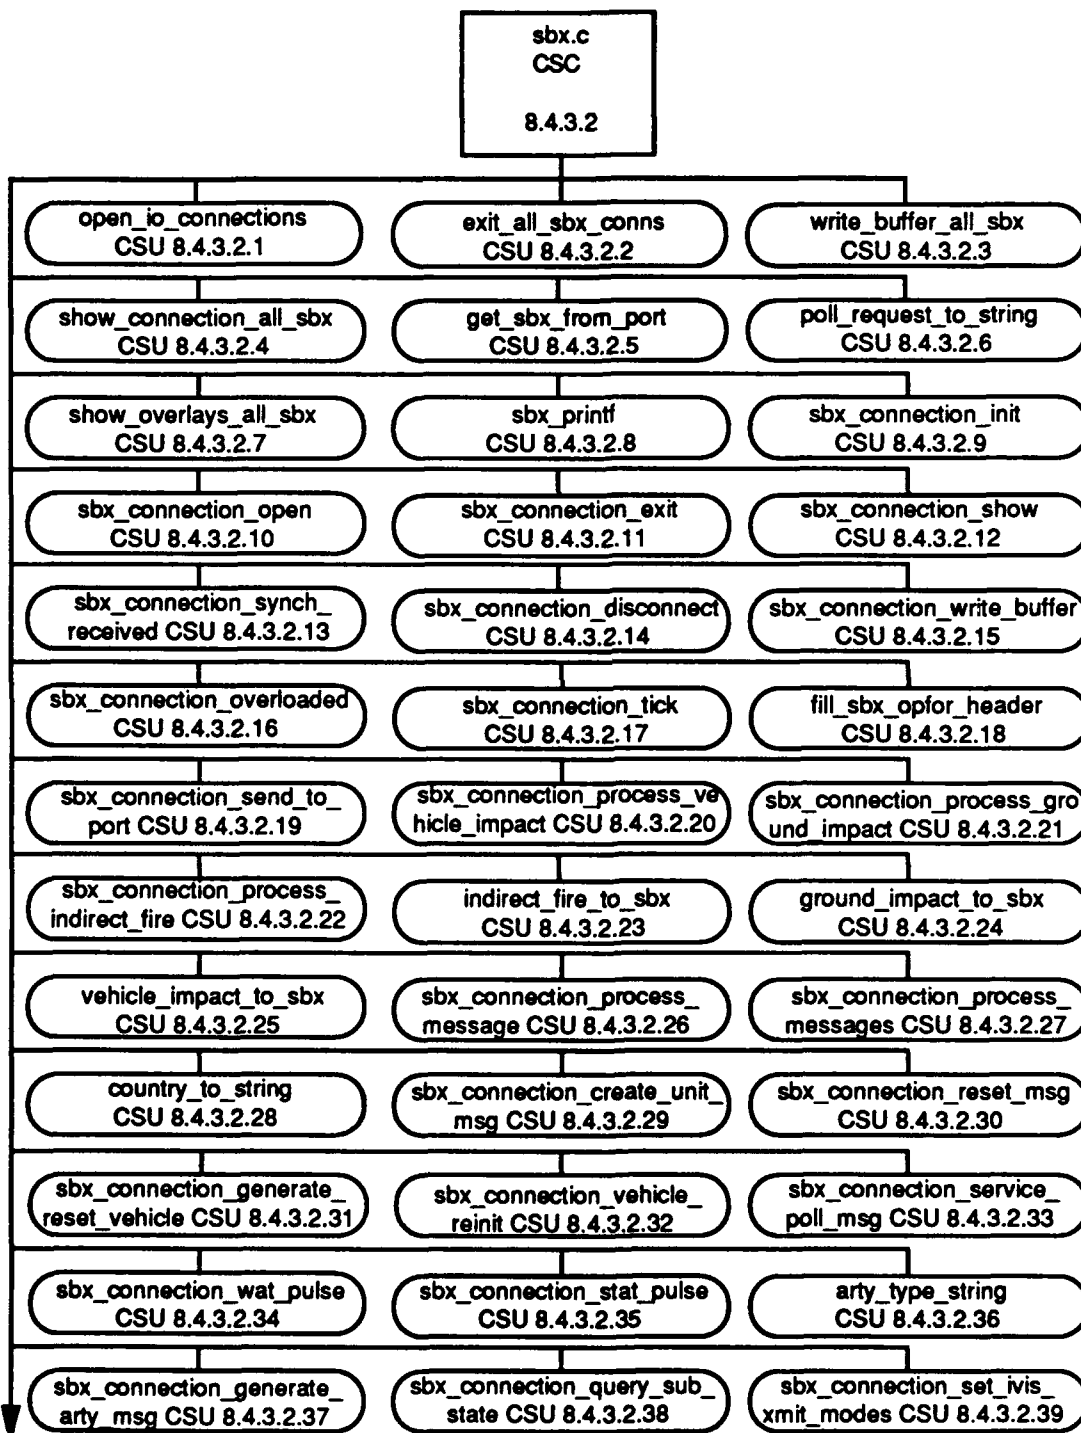 sbx.c
CSC
8.4.3.2
open_io_connections
CSU 8.4.3.2.1
exit_all_sbx_conns
CSU 8.4.3.2.2
write_buffer_all_sbx
CSU 8.4.3.2.3
show_connection_all_sbx
CSU 8.4.3.2.4
get_sbx_from_port
CSU 8.4.3.2.5
poll_request_to_string
CSU 8.4.3.2.6
show_overlays_all_sbx
CSU 8.4.3.2.7
sbx_printf
CSU 8.4.3.2.8
sbx_connection_init
CSU 8.4.3.2.9
sbx_connection_open
CSU 8.4.3.2.10
sbx_connection_exit
CSU 8.4.3.2.11
sbx_connection_show
CSU 8.4.3.2.12
sbx_connection_synch_
received CSU 8.4.3.2.13
sbx_connection_disconnect
CSU 8.4.3.2.14
sbx_connection_write_buffer
CSU 8.4.3.2.15
sbx_connection_overloaded
CSU 8.4.3.2.16
sbx_connection_tick
CSU 8.4.3.2.17
fill_sbx_opfor_header
CSU 8.4.3.2.18
sbx_connection_send_to_
port CSU 8.4.3.2.19
sbx_connection_process_ve
hicle_impact CSU 8.4.3.2.20
sbx_connection_process_gro
und_impact CSU 8.4.3.2.21
sbx_connection_process_
indirect_fire CSU 8.4.3.2.22
indirect_fire_to_sbx
CSU 8.4.3.2.23
ground_impact_to_sbx
CSU 8.4.3.2.24
vehicle_impact_to_sbx
CSU 8.4.3.2.25
sbx_connection_process_
message CSU 8.4.3.2.26
sbx_connection_process_
messages CSU 8.4.3.2.27
country_to_string
CSU 8.4.3.2.28
sbx_connection_create_unit_
msg CSU 8.4.3.2.29
sbx_connection_reset_msg
CSU 8.4.3.2.30
sbx_connection_generate_
reset_vehicle CSU 8.4.3.2.31
sbx_connection_vehicle_
reinit CSU 8.4.3.2.32
sbx_connection_service_
poll_msg CSU 8.4.3.2.33
sbx_connection_wat_pulse
CSU 8.4.3.2.34
sbx_connection_stat_pulse
CSU 8.4.3.2.35
arty_type_string
CSU 8.4.3.2.36
sbx_connection_generate_
arty_msg CSU 8.4.3.2.37
sbx_connection_query_sub_
state CSU 8.4.3.2.38
sbx_connection_set_ivis_
xmit_modes CSU 8.4.3.2.39